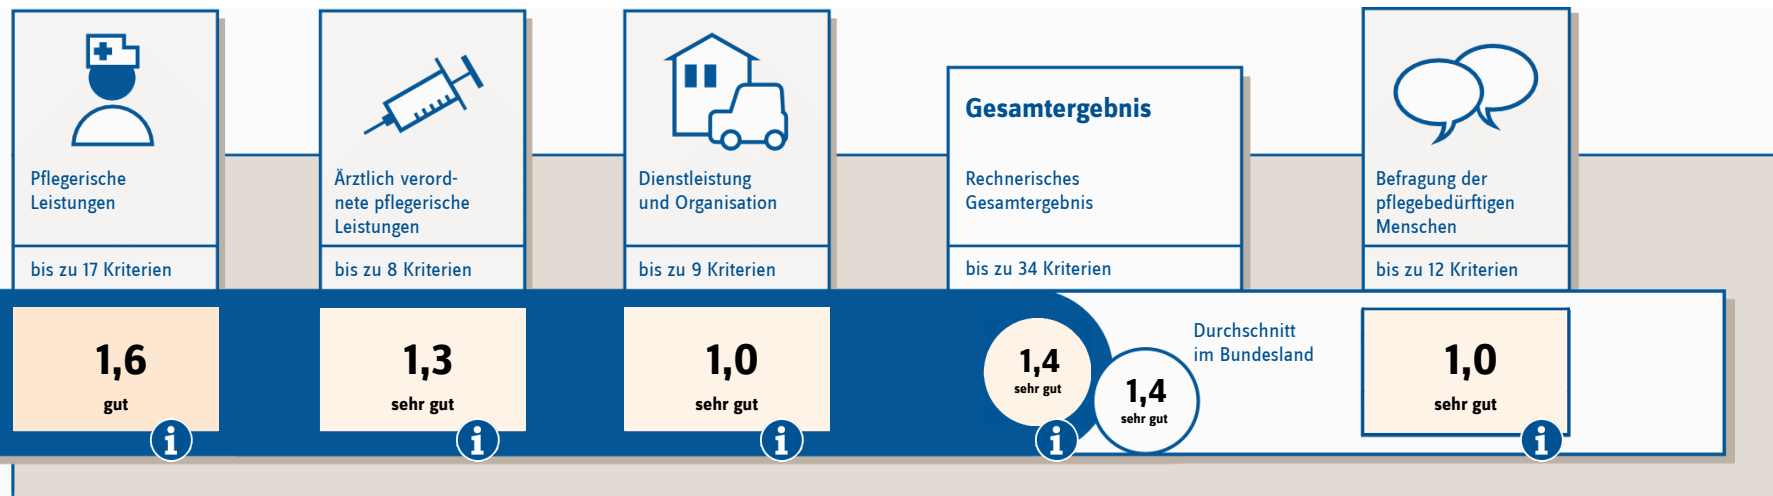 Pflegerische
Leistungen
bis zu 17 Kriterien
1,6
gut
Ärztlich verord-
nete pflegerische
Leistungen
bis zu 8 Kriterien
1,3
sehr gut
Dienstleistung
und Organisation
bis zu 9 Kriterien
1,0
sehr gut
Gesamtergebnis
Rechnerisches
Gesamtergebnis
bis zu 34 Kriterien
1,4
sehr gut
1,4
sehr gut
Durchschnitt
im Bundesland
Befragung der
pflegebedürftigen
Menschen
bis zu 12 Kriterien
1,0
sehr gut